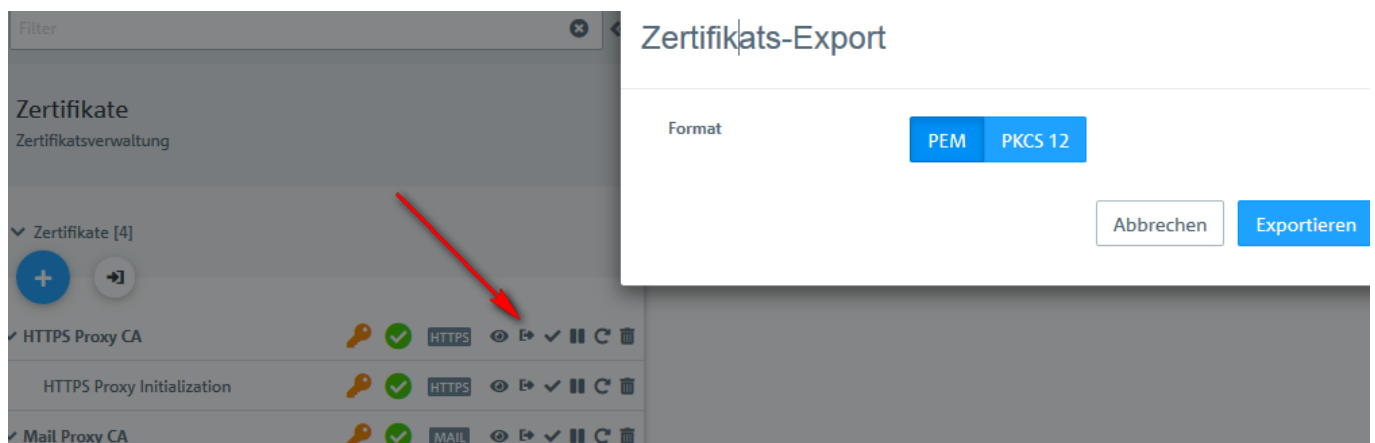 Filter
Zertifikats-Export
Zertifikate
Zertifikatsverwaltung
Format
PEM PKCS 12
Abbrechen Exportieren
Zertifikate [4]
HTTPS Proxy CA HTTPS
HTTPS Proxy Initialization HTTPS
Mail Proxy CA MAIL